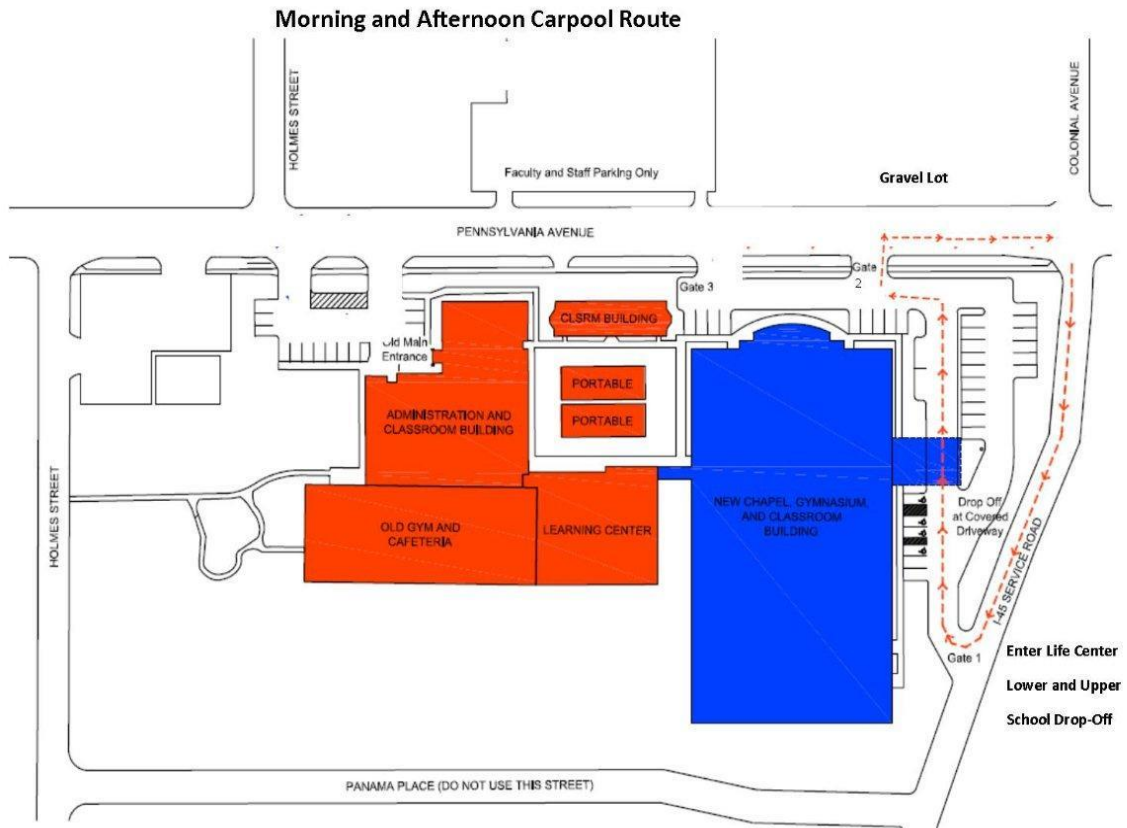 Morning and Afternoon Carpool Route
HOLMES STREET
COLONIAL AVENUE
Faculty and Staff Parking Only
Gravel Lot
PENNSYLVANIA AVENUE
Gate
2
Gate 3
CLSRM BUILDING
Old Main
Entrance
PORTABLE
PORTABLE
ADMINISTRATION AND
CLASSROOM BUILDING
HOLMES STREET
OLD GYM AND
CAFETERIA
LEARNING CENTER
NEW CHAPEL, GYMNASIUM,
AND CLASSROOM
BUILDING
Drop Off
at Covered
Driveway
I-45 SERVICE ROAD
Gate 1
Enter Life Center
Lower and Upper
School Drop-Off
PANAMA PLACE (DO NOT USE THIS STREET)